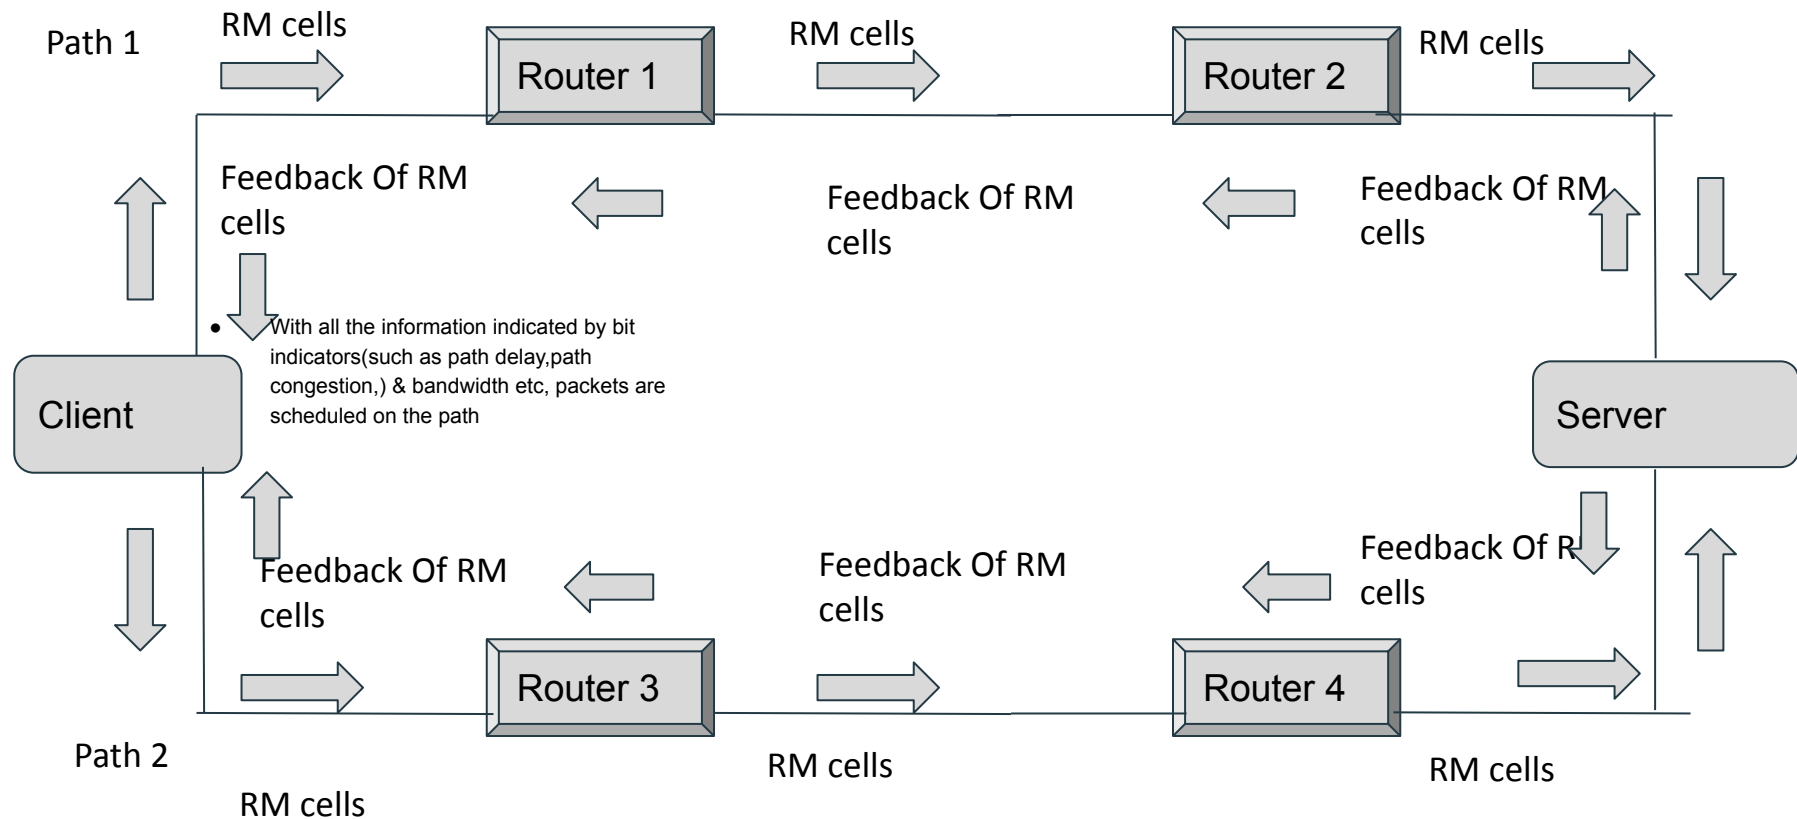 Path 1
RM cells
Router 1
RM cells
Router 2
RM cells
Feedback Of RM
cells
Feedback Of RM
cells
Feedback Of RM
cells
• With all the information indicated by bit
indicators(such as path delay,path
congestion,) & bandwidth etc, packets are
scheduled on the path
Client
Server
Feedback Of RM
cells
Feedback Of RM
cells
Feedback Of RM
cells
Router 3
Router 4
Path 2
RM cells
RM cells
RM cells